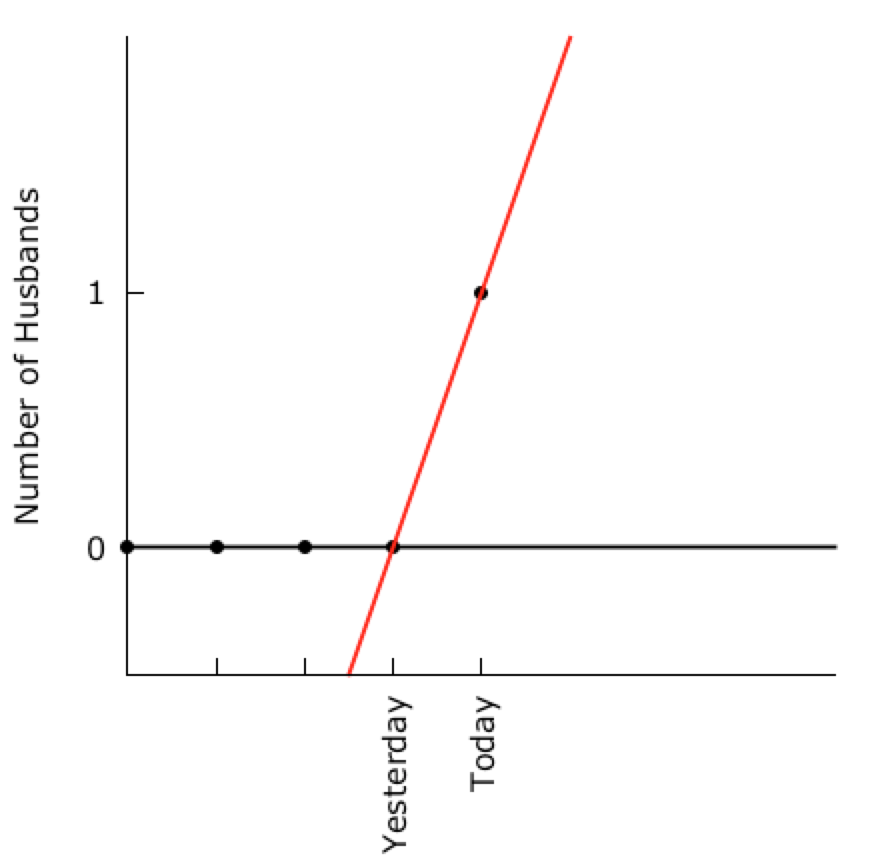 Number of Husbands
1
0
Yesterday
Today